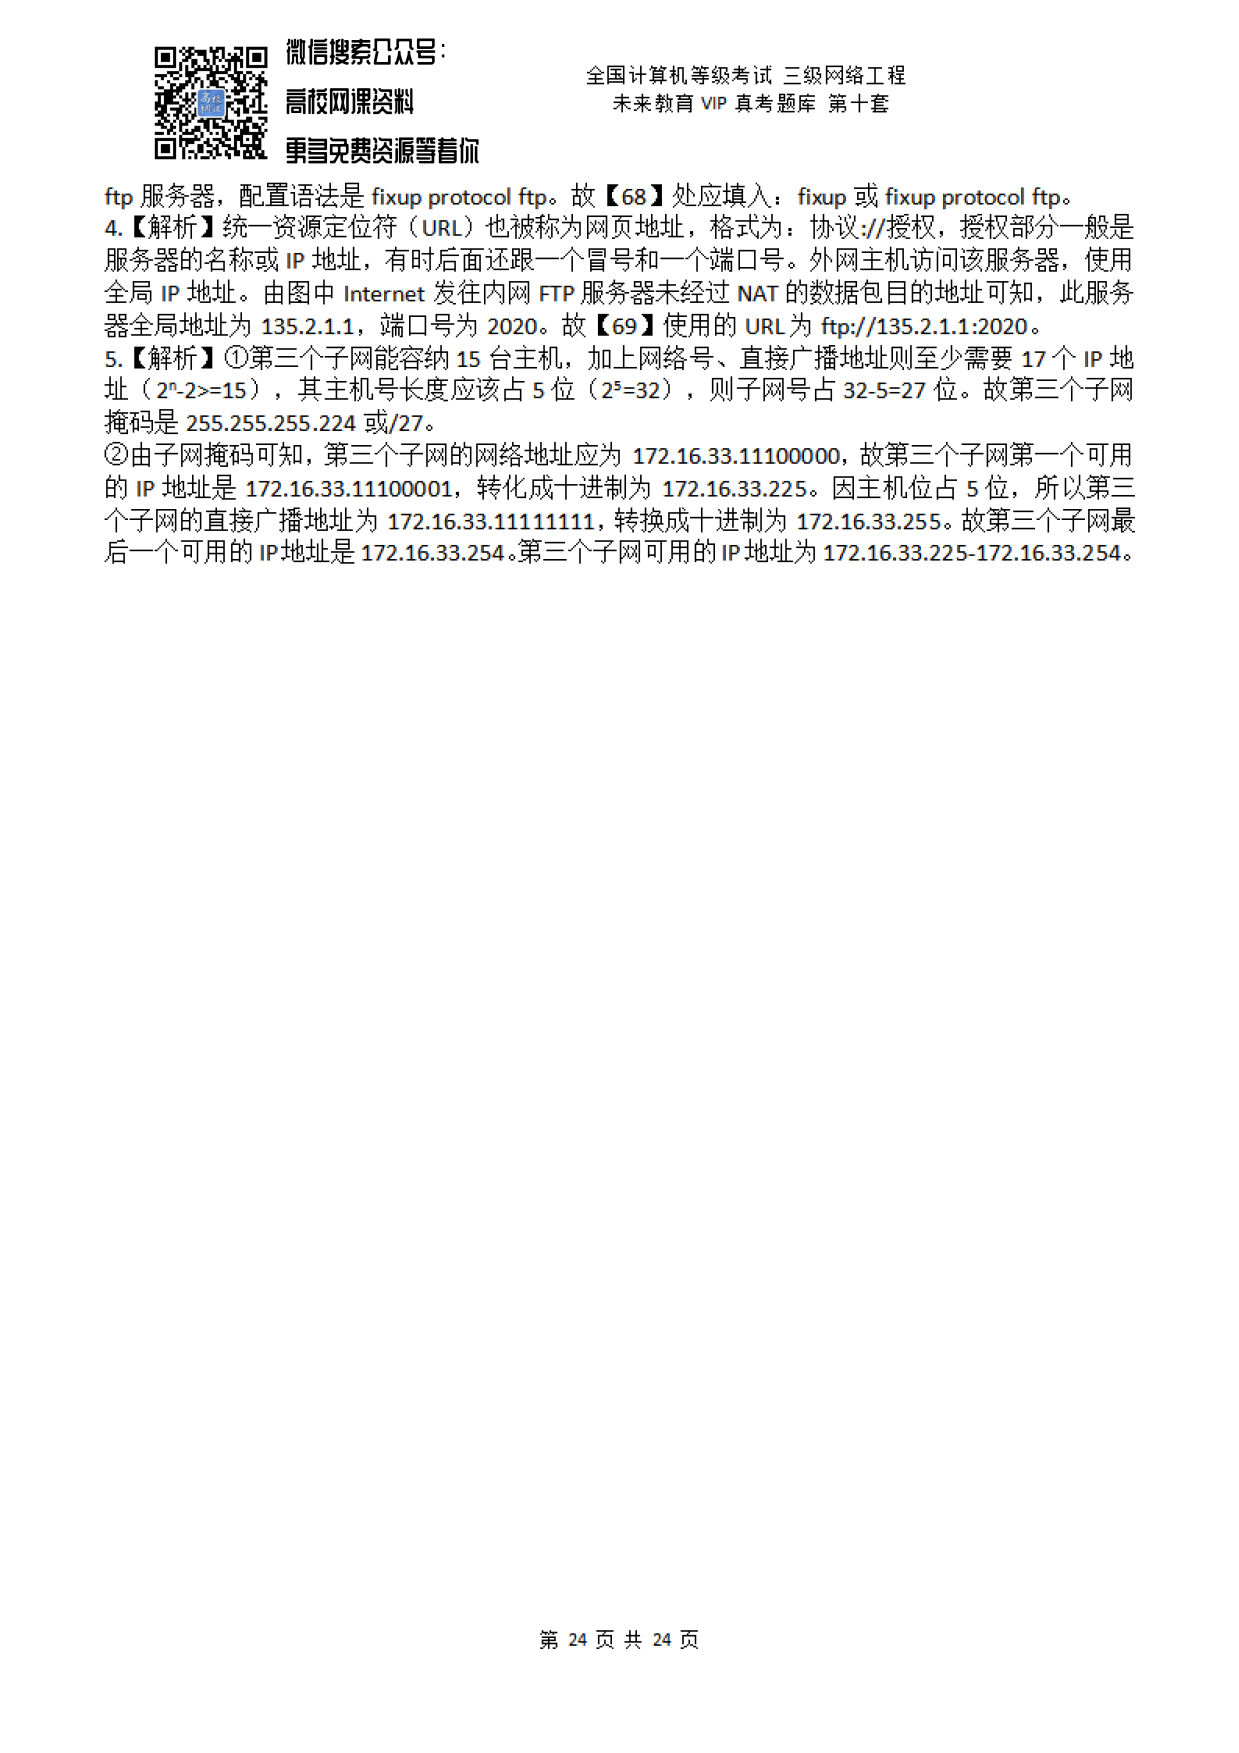 微信搜索公众号：
高校网课资料
更多免费资源等着你
全国计算机等级考试 三级网络工程
未来教育 VIP 真考题库 第十套
ftp 服务器，配置语法是 fixup protocol ftp。故【68】处应填入：fixup 或 fixup protocol ftp。
4.【解析】统一资源定位符（URL）也被称为网页地址，格式为：协议://授权，授权部分一般是
服务器的名称或 IP 地址，有时后面还跟一个冒号和一个端口号。外网主机访问该服务器，使用
全局 IP 地址。由图中 Internet 发往内网 FTP 服务器未经过 NAT 的数据包目的地址可知，此服务
器全局地址为 135.2.1.1，端口号为 2020。故【69】使用的 URL 为 ftp://135.2.1.1:2020。
5.【解析】①第三个子网能容纳 15 台主机，加上网络号、直接广播地址则至少需要 17 个 IP 地
址（2ⁿ-2>=15），其主机号长度应该占 5 位（2⁵=32），则子网号占 32-5=27 位。故第三个子网
掩码是 255.255.255.224 或/27。
②由子网掩码可知，第三个子网的网络地址应为 172.16.33.11100000，故第三个子网第一个可用
的 IP 地址是 172.16.33.11100001，转化成十进制为 172.16.33.225。因主机位占 5 位，所以第三
个子网的直接广播地址为 172.16.33.11111111，转换成十进制为 172.16.33.255。故第三个子网最
后一个可用的 IP 地址是 172.16.33.254。第三个子网可用的 IP 地址为 172.16.33.225-172.16.33.254。
第 24 页 共 24 页